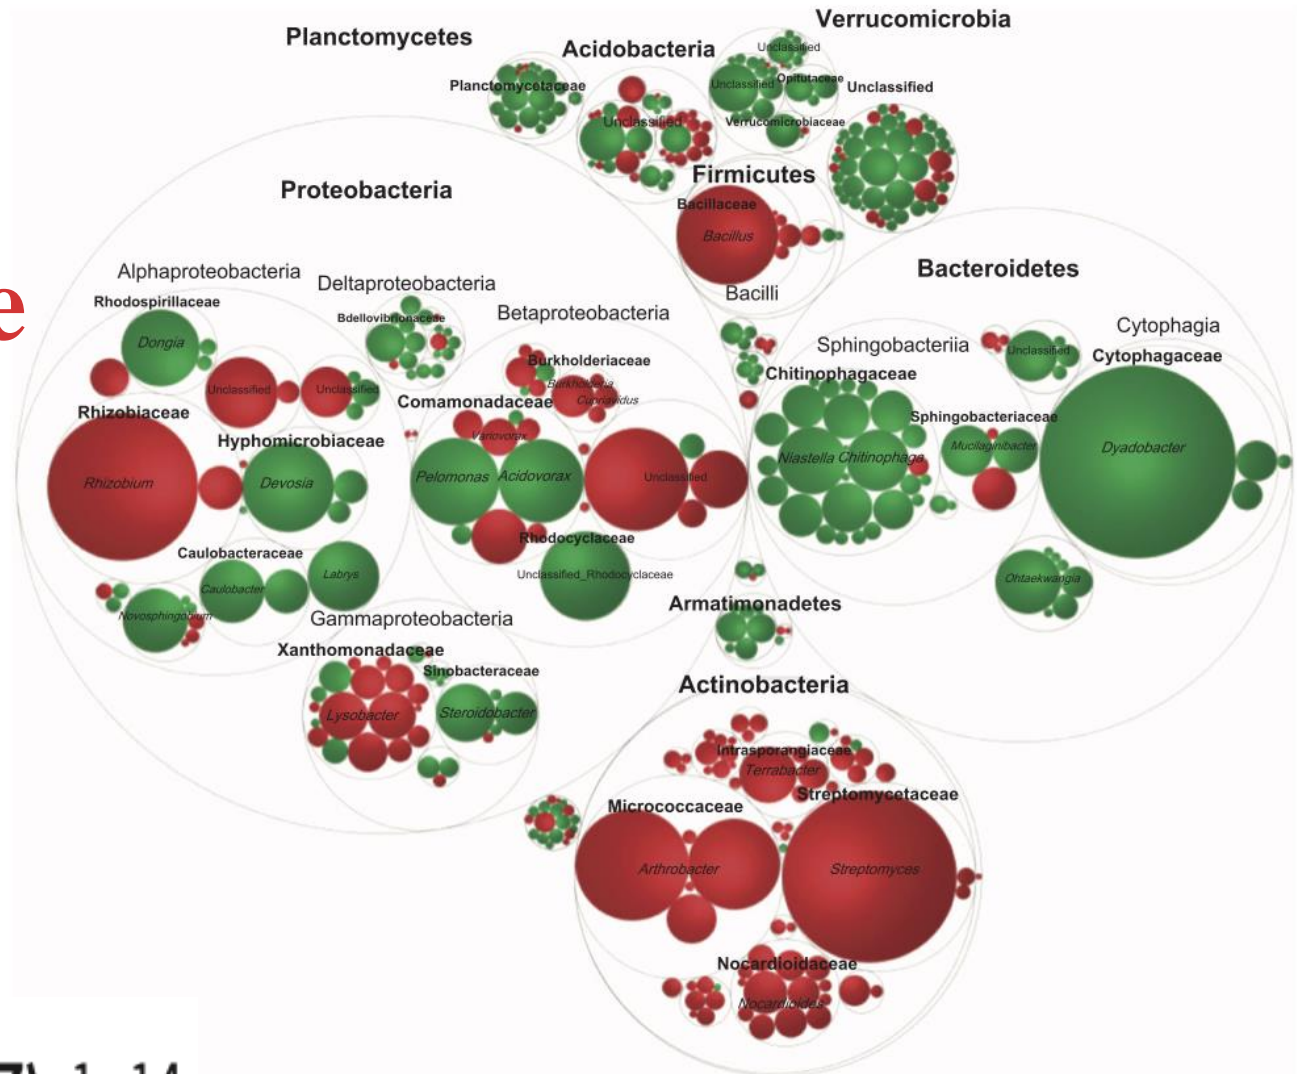 Verrucomicrobia
Planctomycetes
Acidobacteria
Unclassified
Planctomycetaceae
Unclassified
Opitutaceae
Unclassified
Unclassified
Verrucomicrobiaceae
Firmicutes
Proteobacteria
Bacillaceae
Bacillus
Bacteroidetes
Alphaproteobacteria
Deltaproteobacteria
Bacilli
Rhodospirillaceae
e
Bdellovibrionaceae
Betaproteobacteria
Cytophagia
Dongia
Sphingobacteriia
Unclassified
Cytophagaceae
Burkholderiaceae
Chitinophagaceae
Unclassified
Unclassified
Burkholderia
Cupriavidus
Comamonadaceae
Rhizobiaceae
Sphingobacteriaceae
Variovorax
Hyphomicrobiaceae
Mucilaginibacter
Dyadobacter
Niastella Chitinophaga
Rhizobium
Devosia
Pelomonas Acidovorax
Unclassified
Rhodocyclaceae
Caulobacteraceae
Labrys
Unclassified_Rhodocyclaceae
Ohtaekwangia
Caulobacter
Armatimonadetes
Novosphingobium
Gammaproteobacteria
Xanthomonadaceae
Sinobacteraceae
Actinobacteria
Lysobacter
Steroidobacter
Intrasporangiaceae
Terrabacter
Streptomycetaceae
Micrococcaceae
Arthrobacter
Streptomyces
Nocardioidaceae
Nocardioides